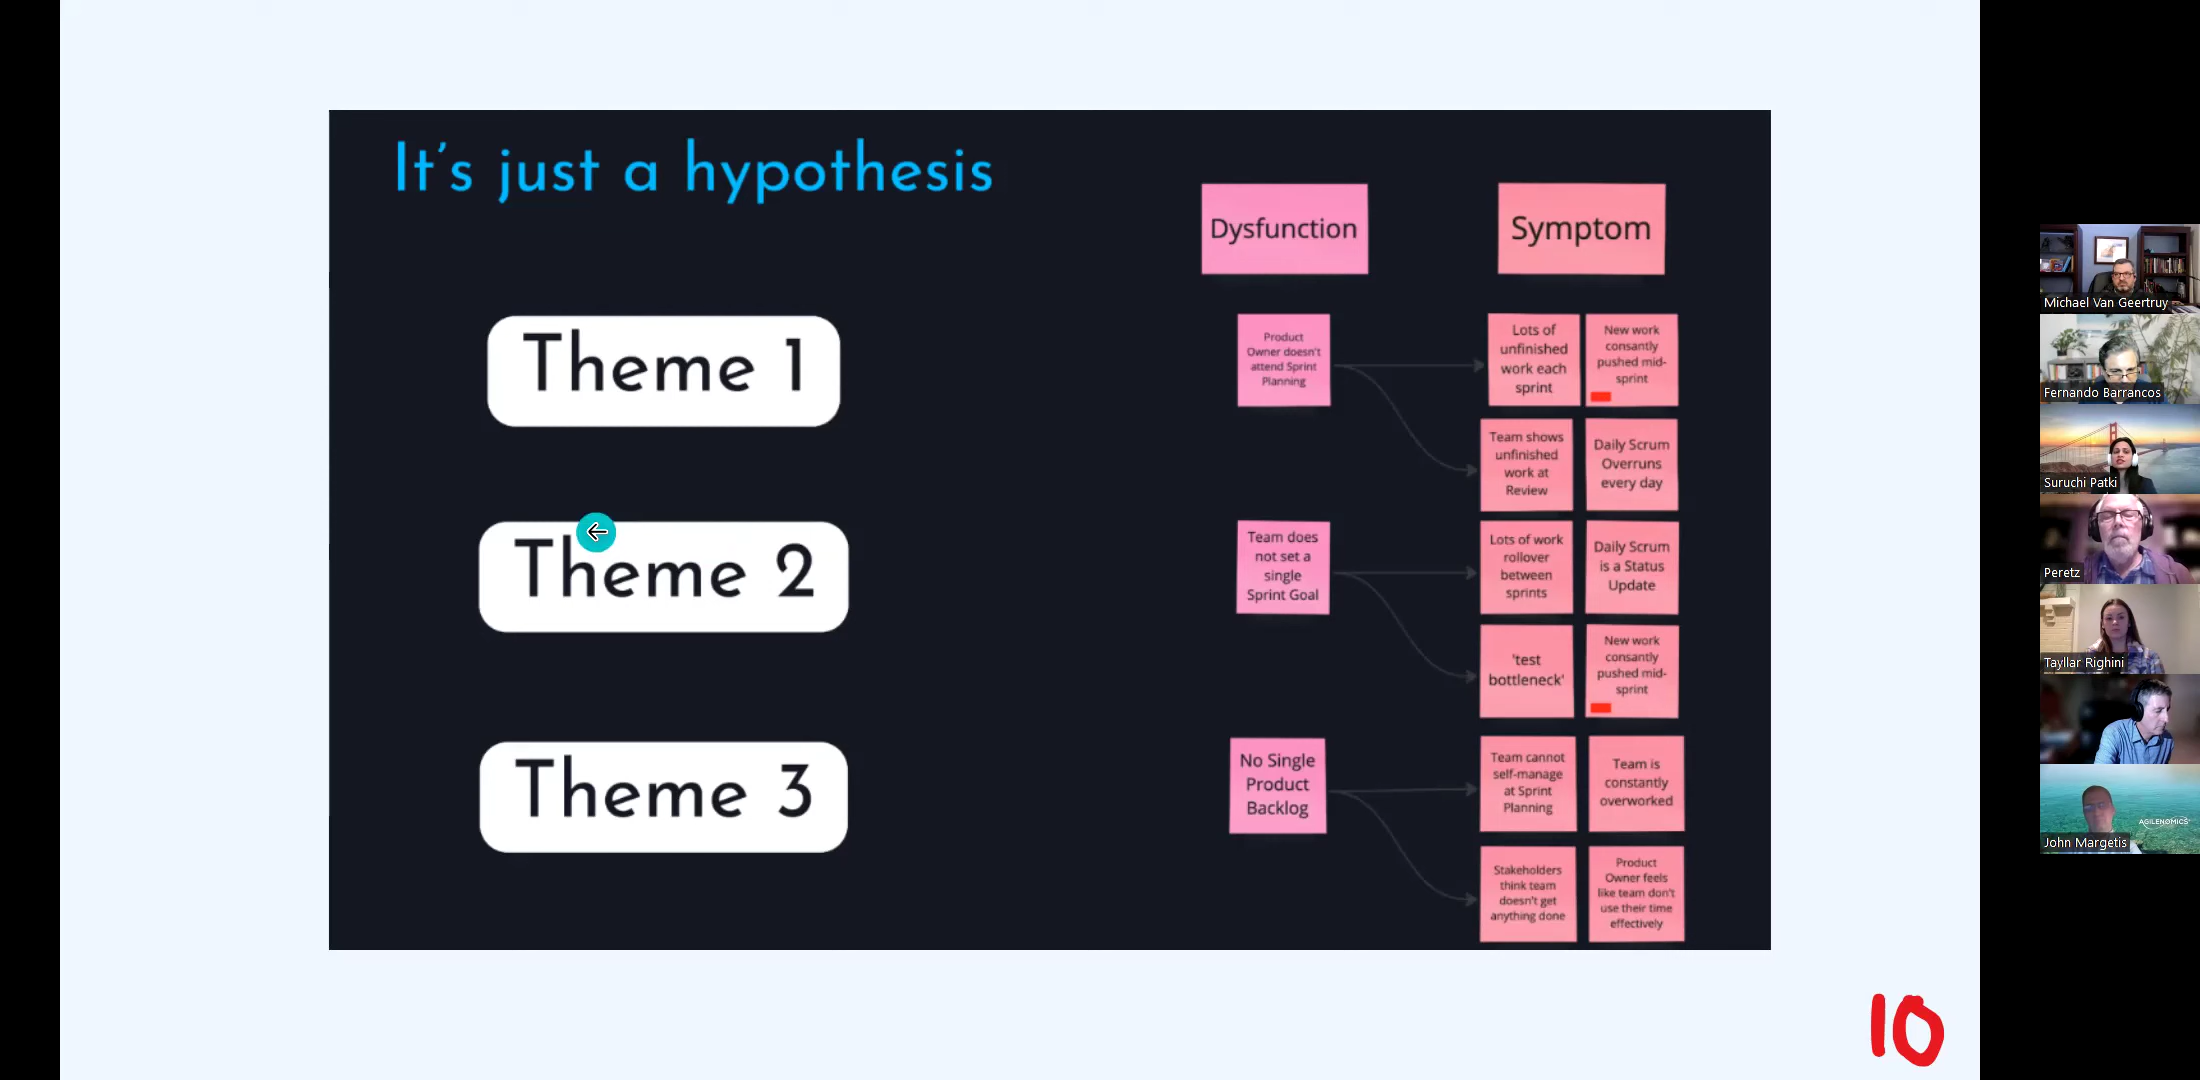 It's just a hypothesis
Dysfunction
Symptom
Theme 1
Product
Owner doesn't
attend Sprint
Planning
Lots of
unfinished
work each
sprint
New work
consantly
pushed mid-
sprint
Team shows
unfinished
work at
Review
Daily Scrum
Overruns
every day
Theme 2
Team does
not set a
single
Sprint Goal
Lots of work
rollover
between
sprints
Daily Scrum
is a Status
Update
'test
bottleneck'
New work
consantly
pushed mid-
sprint
Theme 3
No Single
Product
Backlog
Team cannot
self-manage
at Sprint
Planning
Team is
constantly
overworked
Stakeholders
think team
doesn't get
anything done
Product
Owner feels
like team don't
use their time
effectively
10
Michael Van Geertruy
Fernando Barrancos
Suruchi Patki
Peretz
Tayllar Righini
AGILENOMICS
John Margetis